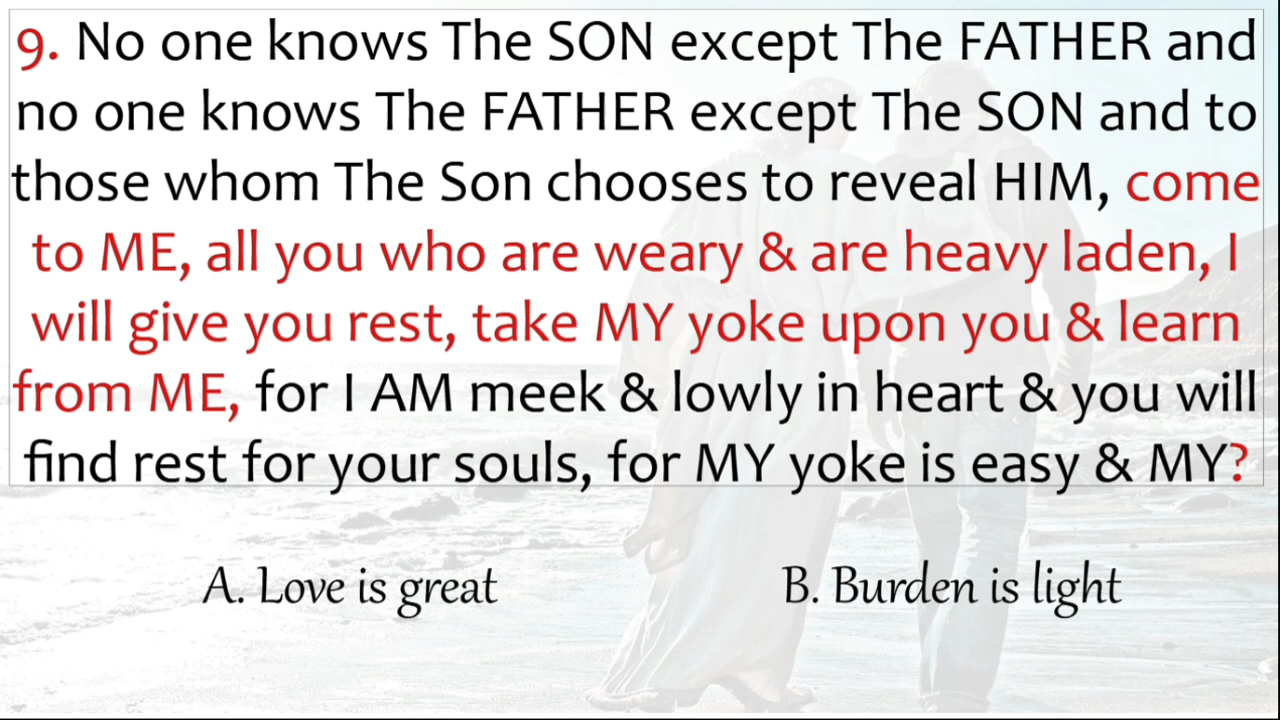 9. No one knows The SON except The FATHER and
no one knows The FATHER except The SON and to
those whom The Son chooses to reveal HIM, come
to ME, all you who are weary & are heavy laden, I
will give you rest, take MY yoke upon you & learn
from ME, for I AM meek & lowly in heart & you will
find rest for your souls, for MY yoke is easy & MY?
A. Love is great
B. Burden is light